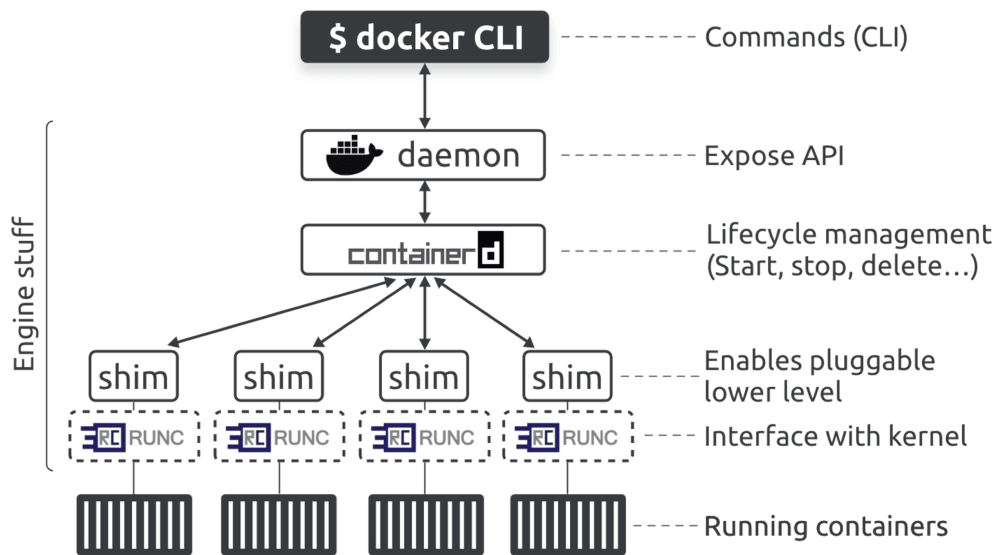 $ docker CLI
Commands (CLI)
Engine stuff
daemon
Expose API
containerd
Lifecycle management
(Start, stop, delete…)
shim
shim
shim
shim
Enables pluggable
lower level
RC RUNC
RC RUNC
RC RUNC
RC RUNC
Interface with kernel
Running containers